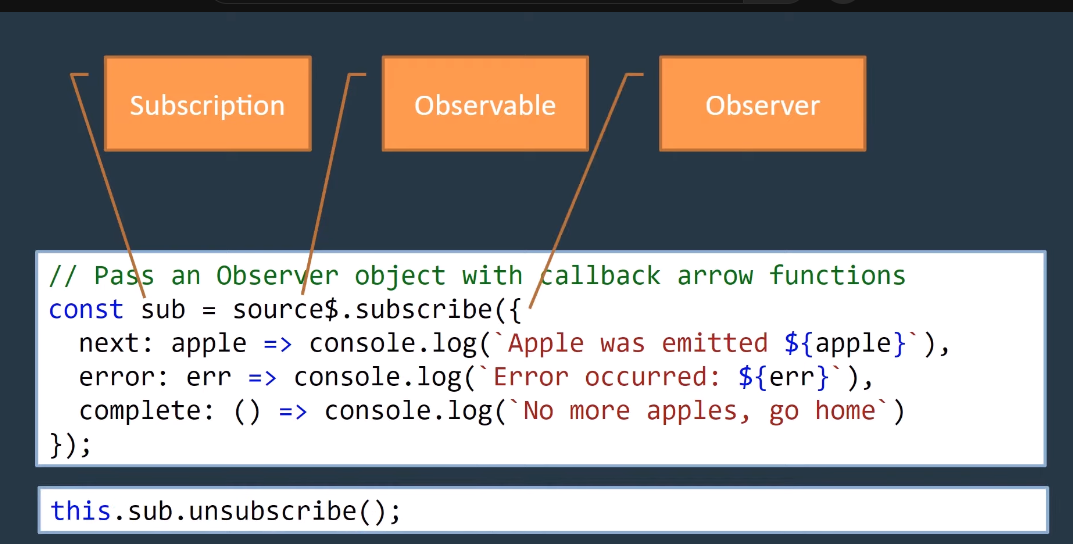 Subscription
Observable
Observer
// Pass an Observer object with callback arrow functions
const sub = source$.subscribe({
  next: apple => console.log(`Apple was emitted ${apple}`),
  error: err => console.log(`Error occurred: ${err}`),
  complete: () => console.log(`No more apples, go home`)
});
this.sub.unsubscribe();